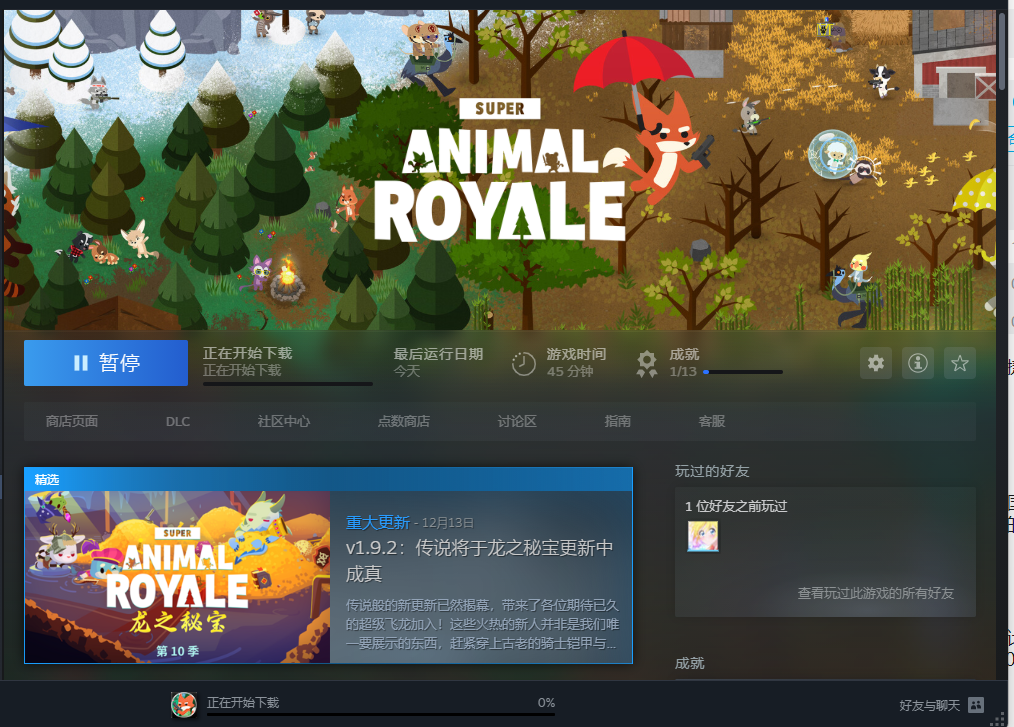 SUPER
ANIMAL
ROYALE
暂停
正在开始下载
正在开始下载
最后运行日期
今天
游戏时间
45 分钟
成就
1/13
商店页面
DLC
社区中心
点数商店
讨论区
指南
客服
精选
SUPER
ANIMAL
ROYALE
龙之秘宝
第 10 季
重大更新 - 12月13日
v1.9.2：传说将于龙之秘宝更新中
成真
传说般的新更新已然揭幕，带来了各位期待已久
的超级飞龙加入！这些火热的新人并非是我们唯
一要展示的东西，赶紧穿上古老的骑士铠甲与...
玩过的好友
1 位好友之前玩过
查看玩过此游戏的所有好友
成就
正在开始下载
0%
好友与聊天